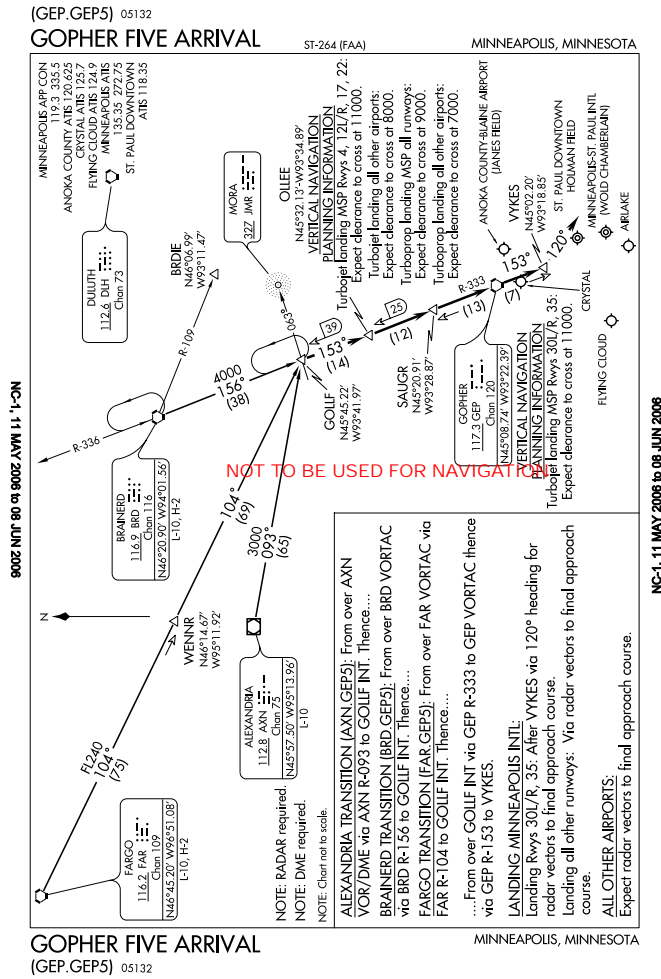 (GEP.GEP5) 05132
GOPHER FIVE ARRIVAL
ST-264 (FAA)
MINNEAPOLIS, MINNESOTA
MINNEAPOLIS APP CON
119.3 335.5
ANOKA COUNTY ATIS 120.625
CRYSTAL ATIS 125.7
FLYING CLOUD ATIS 124.9
MINNEAPOLIS ATIS
135.35 272.75
ST. PAUL DOWNTOWN
ATIS 118.35
DULUTH
112.6 DLH
Chan 73
BRDIE
N46°06.99'
W93°11.47'
R-109
MORA
327 JMR
OLLEE
N45°32.13'-W93°34.89'
VERTICAL NAVIGATION
PLANNING INFORMATION
Turbojet landing MSP Rwys 4, 12L/R, 17, 22:
Expect clearance to cross at 11000.
Turbojet landing all other airports:
Expect clearance to cross at 8000.
Turboprop landing MSP all runways:
Expect clearance to cross at 9000.
Turboprop landing all other airports:
Expect clearance to cross at 7000.
ANOKA COUNTY-BLAINE AIRPORT
(JANES FIELD)
VYKES
N45°02.20'
W93°18.85'
ST. PAUL DOWNTOWN
HOLMAN FIELD
MINNEAPOLIS-ST. PAUL INTL
(WOLD CHAMBERLAIN)
AIRLAKE
CRYSTAL
FLYING CLOUD
R-336
4000
156°
(38)
063°
39
153°
(14)
25
(12)
R-333
(13)
153°
(7)
120°
GOLLF
N45°45.22'
W93°41.97'
SAUGR
N45°20.91'
W93°28.87'
GOPHER
117.3 GEP
Chan 120
N45°08.74' W93°22.39'
VERTICAL NAVIGATION
PLANNING INFORMATION
Turbojet landing MSP Rwys 30L/R, 35:
Expect clearance to cross at 11000.
BRAINERD
116.9 BRD
Chan 116
N46°20.90' W94°01.56'
L-10, H-2
NOT TO BE USED FOR NAVIGATION
104°
(69)
3000
093°
(65)
N
WENNR
N46°14.67'
W95°11.92'
ALEXANDRIA
112.8 AXN
Chan 75
N45°57.50' W95°13.96'
L-10
FL240
104°
(75)
FARGO
116.2 FAR
Chan 109
N46°45.20' W96°51.08'
L-10, H-2
NOTE: RADAR required.
NOTE: DME required.
NOTE: Chart not to scale.
ALEXANDRIA TRANSITION (AXN.GEP5): From over AXN
VOR/DME via AXN R-093 to GOLLF INT. Thence....
BRAINERD TRANSITION (BRD.GEP5): From over BRD VORTAC
via BRD R-156 to GOLLF INT. Thence....
FARGO TRANSITION (FAR.GEP5): From over FAR VORTAC via
FAR R-104 to GOLLF INT. Thence....
....From over GOLLF INT via GEP R-333 to GEP VORTAC thence
via GEP R-153 to VYKES.
LANDING MINNEAPOLIS INTL:
Landing Rwys 30L/R, 35: After VYKES via 120° heading for
radar vectors to final approach course.
Landing all other runways: Via radar vectors to final approach
course.
ALL OTHER AIRPORTS:
Expect radar vectors to final approach course.
NC-1, 11 MAY 2006 to 08 JUN 2006
NC-1, 11 MAY 2006 to 08 JUN 2006
GOPHER FIVE ARRIVAL
(GEP.GEP5) 05132
MINNEAPOLIS, MINNESOTA